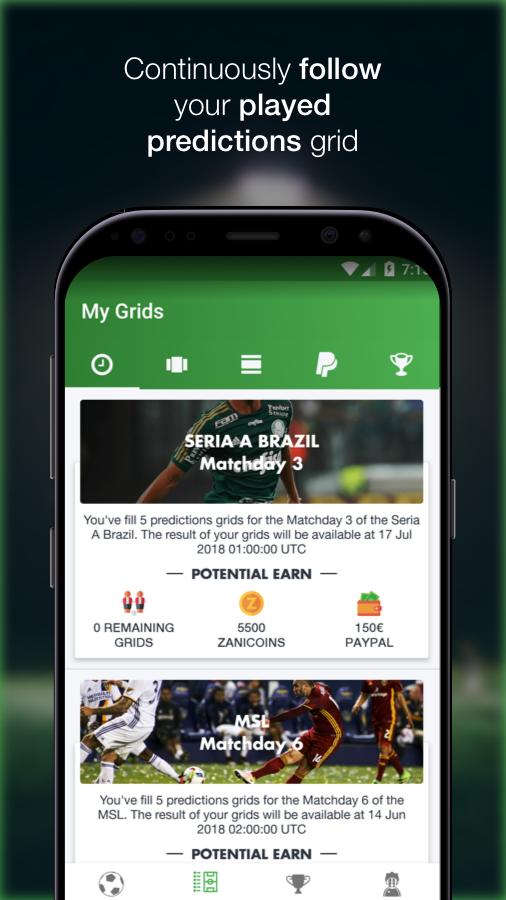 Continuously follow
your played
predictions grid
7:1
My Grids
SERIA A BRAZIL
Matchday 3
You've fill 5 predictions grids for the Matchday 3 of the Seria
A Brazil. The result of your grids will be available at 17 Jul
2018 01:00:00 UTC
POTENTIAL EARN
0 REMAINING GRIDS
5500 ZANICOINS
150€ PAYPAL
MSL
Matchday 6
You've fill 5 predictions grids for the Matchday 6 of the
MSL. The result of your grids will be available at 14 Jun
2018 02:00:00 UTC
POTENTIAL EARN